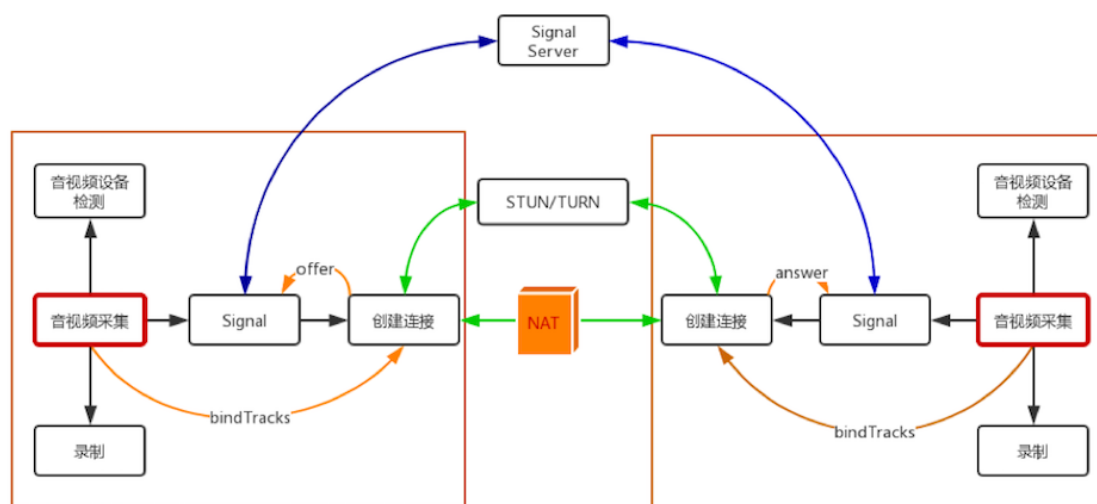 Signal
Server
音视频设备
检测
STUN/TURN
音视频设备
检测
offer
answer
音视频采集
Signal
创建连接
NAT
创建连接
Signal
音视频采集
bindTracks
bindTracks
录制
录制